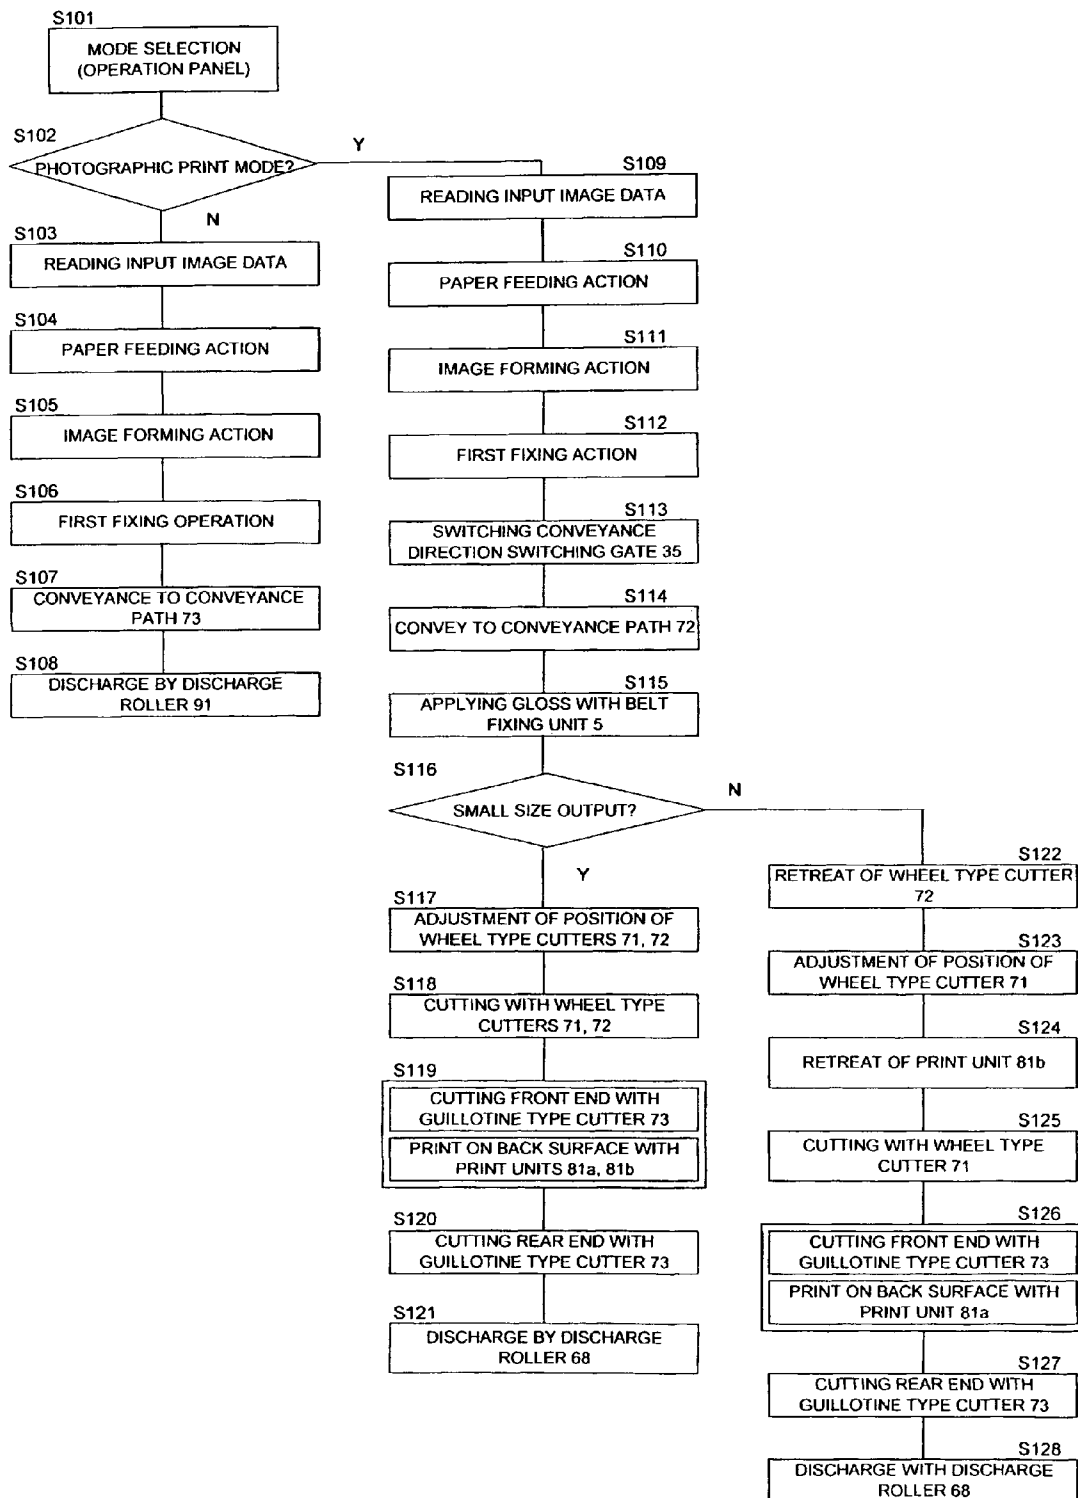 S101
MODE SELECTION
(OPERATION PANEL)
S102
PHOTOGRAPHIC PRINT MODE?
Y
N
S103
READING INPUT IMAGE DATA
S104
PAPER FEEDING ACTION
S105
IMAGE FORMING ACTION
S106
FIRST FIXING OPERATION
S107
CONVEYANCE TO CONVEYANCE
PATH 73
S108
DISCHARGE BY DISCHARGE
ROLLER 91
S109
READING INPUT IMAGE DATA
S110
PAPER FEEDING ACTION
S111
IMAGE FORMING ACTION
S112
FIRST FIXING ACTION
S113
SWITCHING CONVEYANCE
DIRECTION SWITCHING GATE 35
S114
CONVEY TO CONVEYANCE PATH 72
S115
APPLYING GLOSS WITH BELT
FIXING UNIT 5
S116
SMALL SIZE OUTPUT?
N
Y
S117
ADJUSTMENT OF POSITION OF
WHEEL TYPE CUTTERS 71, 72
S118
CUTTING WITH WHEEL TYPE
CUTTERS 71, 72
S119
CUTTING FRONT END WITH
GUILLOTINE TYPE CUTTER 73
PRINT ON BACK SURFACE WITH
PRINT UNITS 81a, 81b
S120
CUTTING REAR END WITH
GUILLOTINE TYPE CUTTER 73
S121
DISCHARGE BY DISCHARGE
ROLLER 68
S122
RETREAT OF WHEEL TYPE CUTTER
72
S123
ADJUSTMENT OF POSITION OF
WHEEL TYPE CUTTER 71
S124
RETREAT OF PRINT UNIT 81b
S125
CUTTING WITH WHEEL TYPE
CUTTER 71
S126
CUTTING FRONT END WITH
GUILLOTINE TYPE CUTTER 73
PRINT ON BACK SURFACE WITH
PRINT UNIT 81a
S127
CUTTING REAR END WITH
GUILLOTINE TYPE CUTTER 73
S128
DISCHARGE WITH DISCHARGE
ROLLER 68